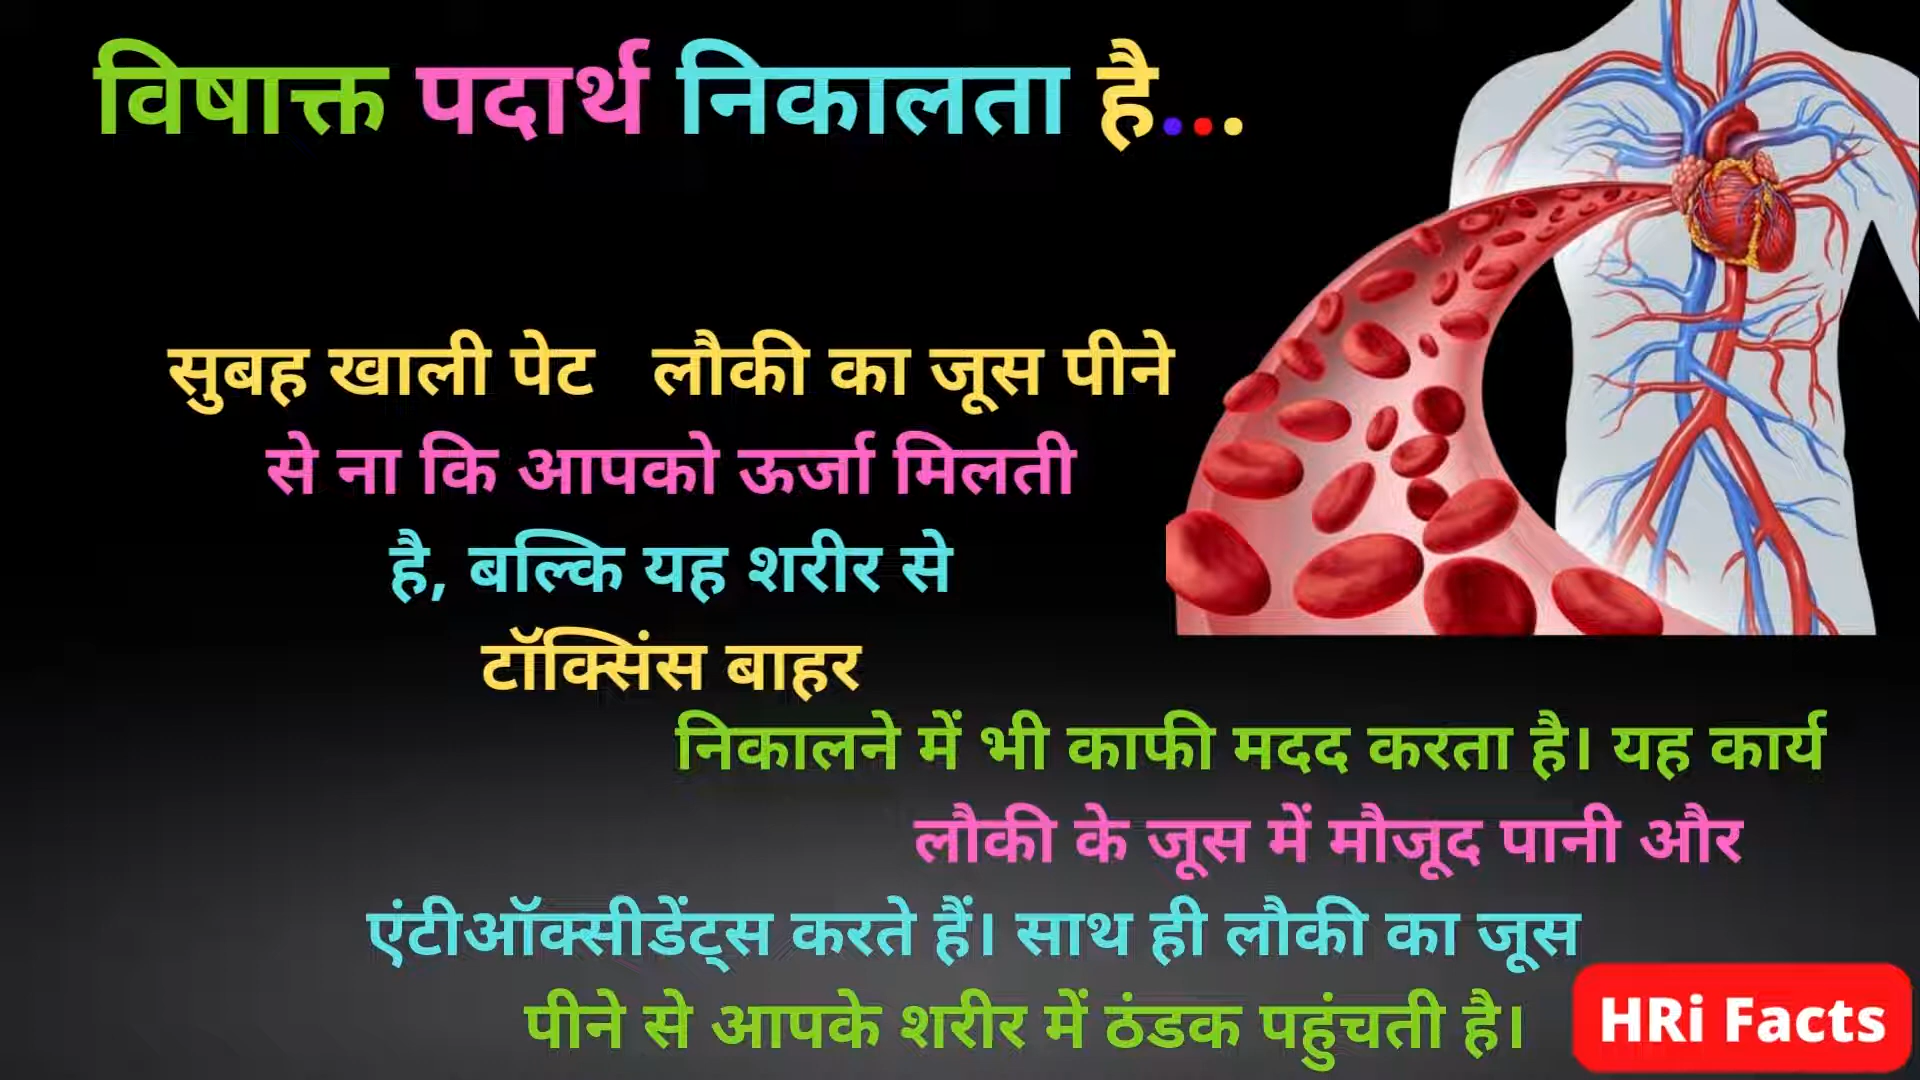 विषाक्त पदार्थ निकालता है...
सुबह खाली पेट लौकी का जूस पीने
से ना कि आपको ऊर्जा मिलती
है, बल्कि यह शरीर से
टॉक्सिंस बाहर
निकालने में भी काफी मदद करता है। यह कार्य
लौकी के जूस में मौजूद पानी और
एंटीऑक्सीडेंट्स करते हैं। साथ ही लौकी का जूस
पीने से आपके शरीर में ठंडक पहुंचती है।
HRi Facts